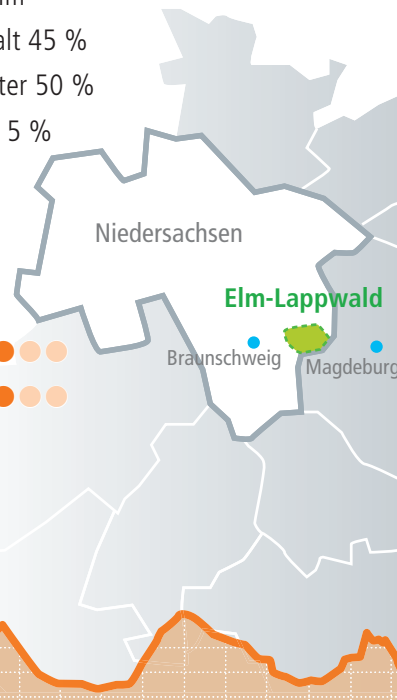 alt 45 %
ter 50 %
5 %
Niedersachsen
Elm-Lappwald
Braunschweig
Magdeburg